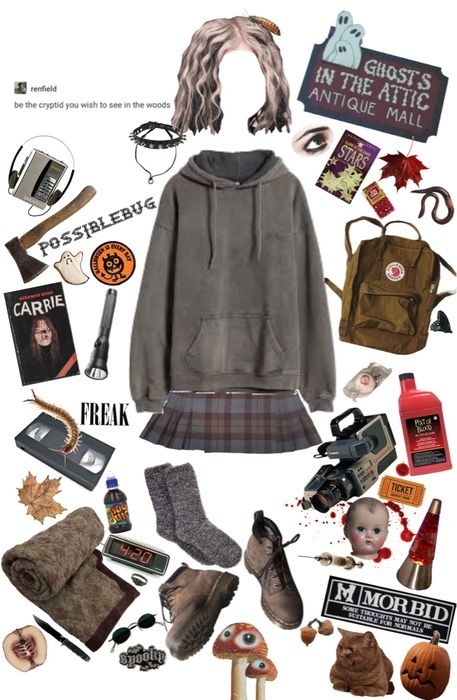 renfield
be the cryptid you wish to see in the woods
GHOSTS
IN THE ATTIC
ANTIQUE MALL
STARS
POSSIBLEBUG
HALLOWEEN IS EVERY DAY
CARRIE
FREAK
PINT OF
BLOOD
TICKET
4:20
M MORBID
SOME THOUGHTS MAY NOT BE
SUITABLE FOR NORMALS
spooky